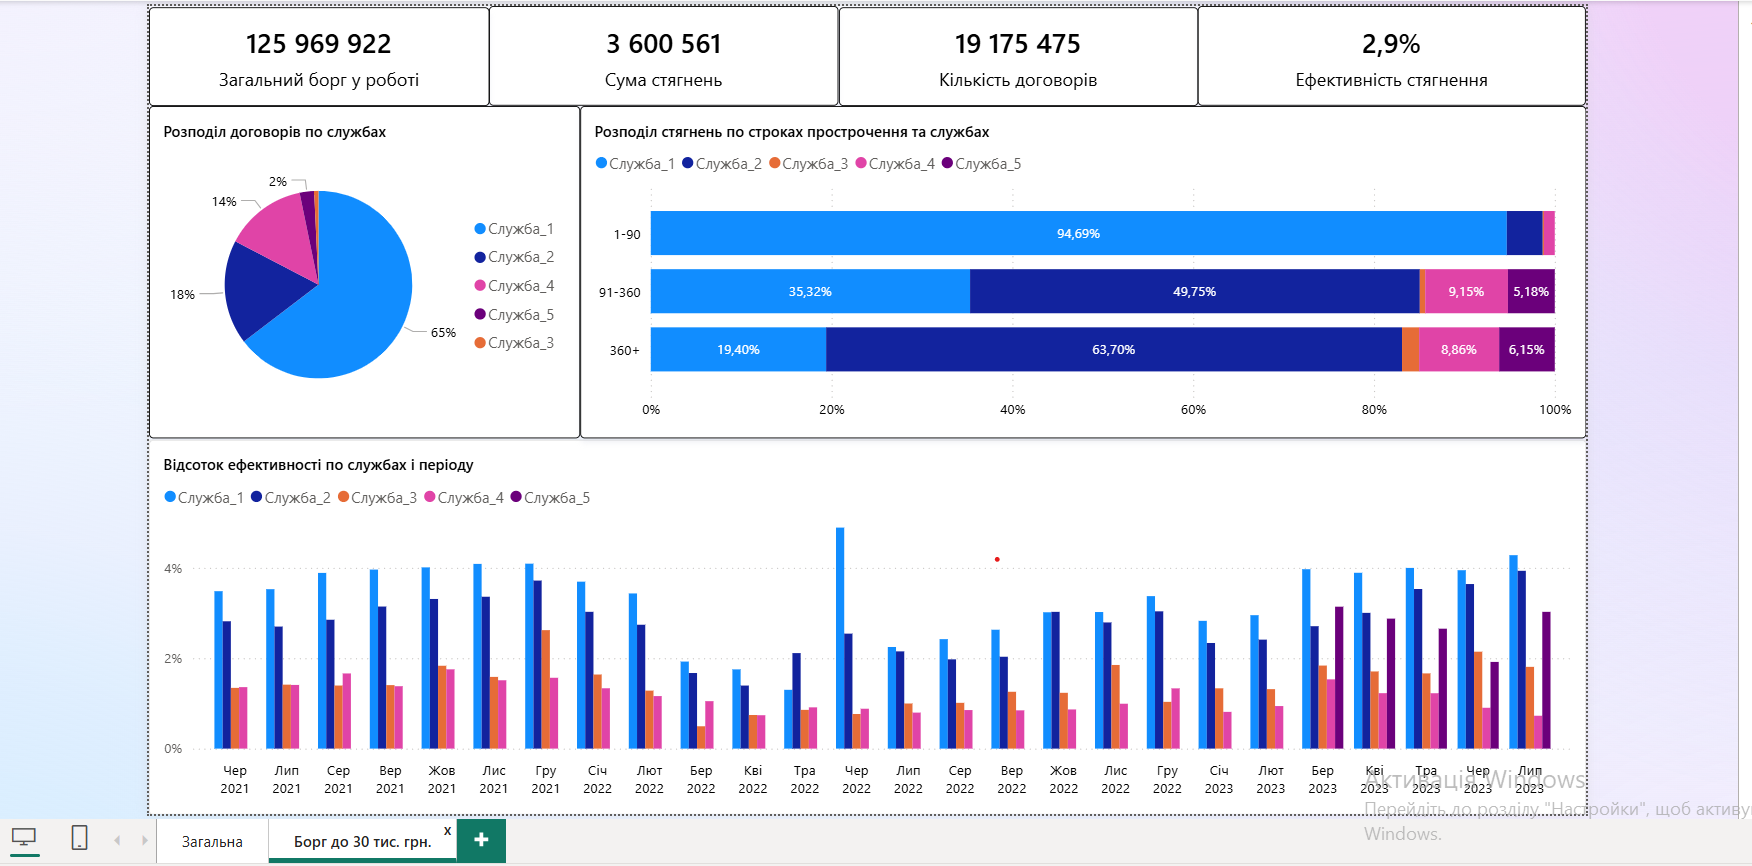 125 969 922
Загальний борг у роботі
3 600 561
Сума стягнень
19 175 475
Кількість договорів
2,9%
Ефективність стягнення
Розподіл договорів по службах
2%
14%
18%
65%
Служба_1
Служба_2
Служба_4
Служба_5
Служба_3
Розподіл стягнень по строках прострочення та службах
Служба_1 Служба_2 Служба_3 Служба_4 Служба_5
1-90 94,69%
91-360 35,32% 49,75% 9,15% 5,18%
360+ 19,40% 63,70% 8,86% 6,15%
0% 20% 40% 60% 80% 100%
Відсоток ефективності по службах і періоду
Служба_1 Служба_2 Служба_3 Служба_4 Служба_5
4%
2%
0%
Чер Лип Сер Вер Жов Лис Гру Січ Лют Бер Кві Тра Чер Лип Сер Вер Жов Лис Гру Січ Лют Бер Кві Тра Чер Лип
2021 2021 2021 2021 2021 2021 2021 2022 2022 2022 2022 2022 2022 2022 2022 2022 2022 2022 2022 2023 2023 2023 2023 2023 2023 2023
Активація Windows
Перейдіть до розділу "Настройки", щоб активу
Windows.
Загальна
Борг до 30 тис. грн.
x
+